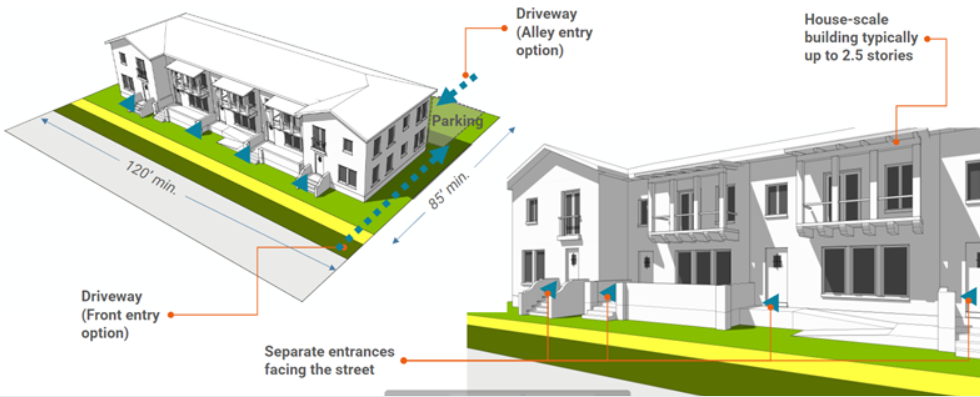 Driveway
(Alley entry
option)
House-scale
building typically
up to 2.5 stories
Parking
120' min.
85' min.
Driveway
(Front entry
option)
Separate entrances
facing the street